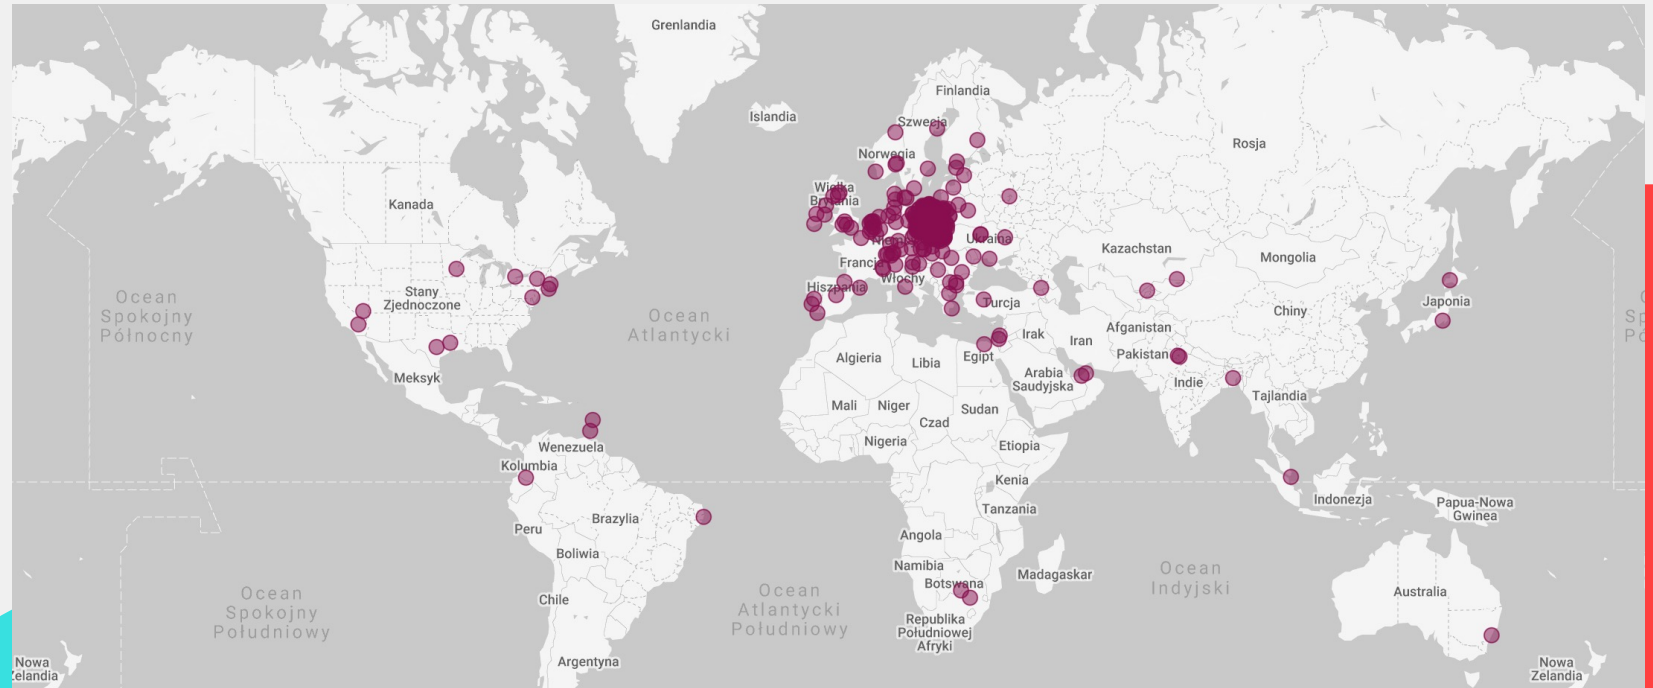 Grenlandia
Finlandia
Islandia
Szwecja
Rosja
Norwegia
Wielka
Brytania
Kanada
Ukraina
Kazachstan
Mongolia
Francja
Włochy
Stany
Zjednoczone
Hiszpania
Turcja
Japonia
Chiny
Ocean
Spokojny
Północny
Ocean
Atlantycki
Afganistan
Irak
Iran
Pakistan
Algieria
Libia
Egipt
Arabia
Saudyjska
Indie
Meksyk
Tajlandia
Mali
Niger
Sudan
Czad
Nigeria
Etiopia
Wenezuela
Kolumbia
Kenia
Indonezja
Papua-Nowa
Gwinea
Tanzania
Brazylia
Peru
Angola
Boliwia
Namibia
Madagaskar
Ocean
Indyjski
Botswana
Australia
Chile
Ocean
Spokojny
Południowy
Ocean
Atlantycki
Południowy
Republika
Południowej
Afryki
Argentyna
Nowa
Zelandia
Nowa
Zelandia